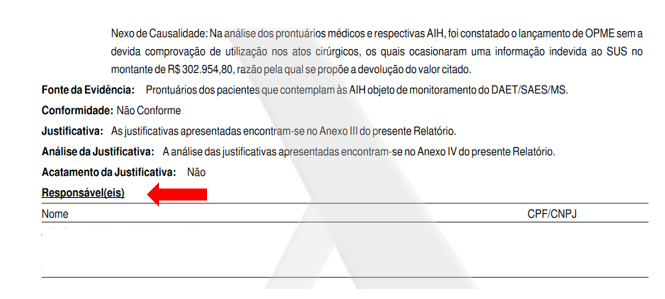 Nexo de Causalidade: Na análise dos prontuários médicos e respectivas AIH, foi constatado o lançamento de OPME sem a
devida comprovação de utilização nos atos cirúrgicos, os quais ocasionaram uma informação indevida ao SUS no
montante de R$ 302.954,80, razão pela qual se propõe a devolução do valor citado.
Fonte da Evidência: Prontuários dos pacientes que contemplam às AIH objeto de monitoramento do DAET/SAES/MS.
Conformidade: Não Conforme
Justificativa: As justificativas apresentadas encontram-se no Anexo III do presente Relatório.
Análise da Justificativa: A análise das justificativas apresentadas encontram-se no Anexo IV do presente Relatório.
Acatamento da Justificativa: Não
Responsável(eis)
Nome CPF/CNPJ